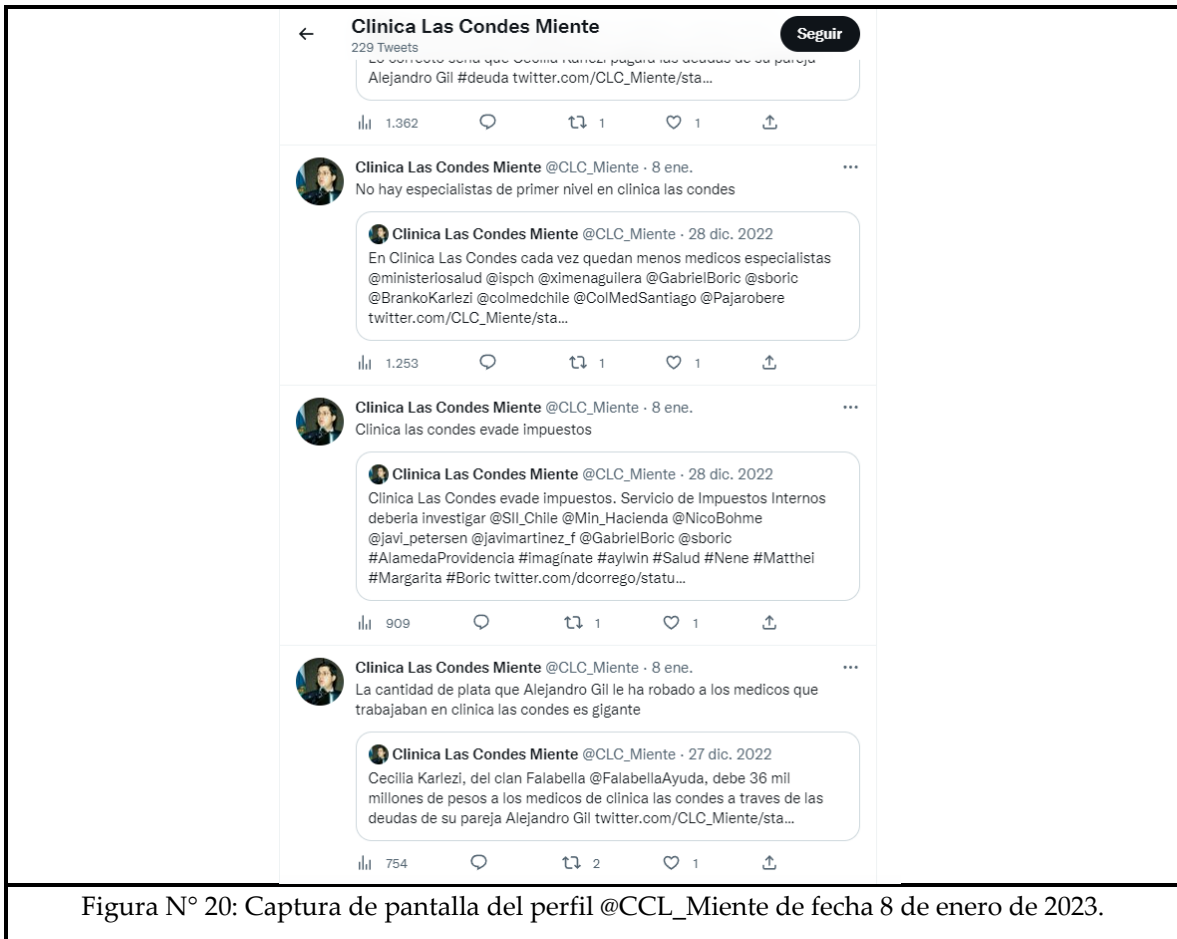 Clinica Las Condes Miente
Seguir
229 Tweets
Lo correcto seria que Cecilia Karlezi pagara las deudas de su pareja
Alejandro Gil #deuda twitter.com/CLC_Miente/sta...
1.362 1 1
Clinica Las Condes Miente @CLC_Miente · 8 ene.
No hay especialistas de primer nivel en clinica las condes
Clinica Las Condes Miente @CLC_Miente · 28 dic. 2022
En Clinica Las Condes cada vez quedan menos medicos especialistas
@ministeriosalud @ispch @ximenaguilera @GabrielBoric @sboric
@BrankoKarlezi @colmedchile @ColMedSantiago @Pajarobere
twitter.com/CLC_Miente/sta...
1.253 1 1
Clinica Las Condes Miente @CLC_Miente · 8 ene.
Clinica las condes evade impuestos
Clinica Las Condes Miente @CLC_Miente · 28 dic. 2022
Clinica Las Condes evade impuestos. Servicio de Impuestos Internos
deberia investigar @SII_Chile @Min_Hacienda @NicoBohme
@javi_petersen @javimartinez_f @GabrielBoric @sboric
#AlamedaProvidencia #imagínate #aylwin #Salud #Nene #Matthei
#Margarita #Boric twitter.com/dcorrego/statu...
909 1 1
Clinica Las Condes Miente @CLC_Miente · 8 ene.
La cantidad de plata que Alejandro Gil le ha robado a los medicos que
trabajaban en clinica las condes es gigante
Clinica Las Condes Miente @CLC_Miente · 27 dic. 2022
Cecilia Karlezi, del clan Falabella @FalabellaAyuda, debe 36 mil
millones de pesos a los medicos de clinica las condes a traves de las
deudas de su pareja Alejandro Gil twitter.com/CLC_Miente/sta...
754 2 1
Figura N° 20: Captura de pantalla del perfil @CCL_Miente de fecha 8 de enero de 2023.